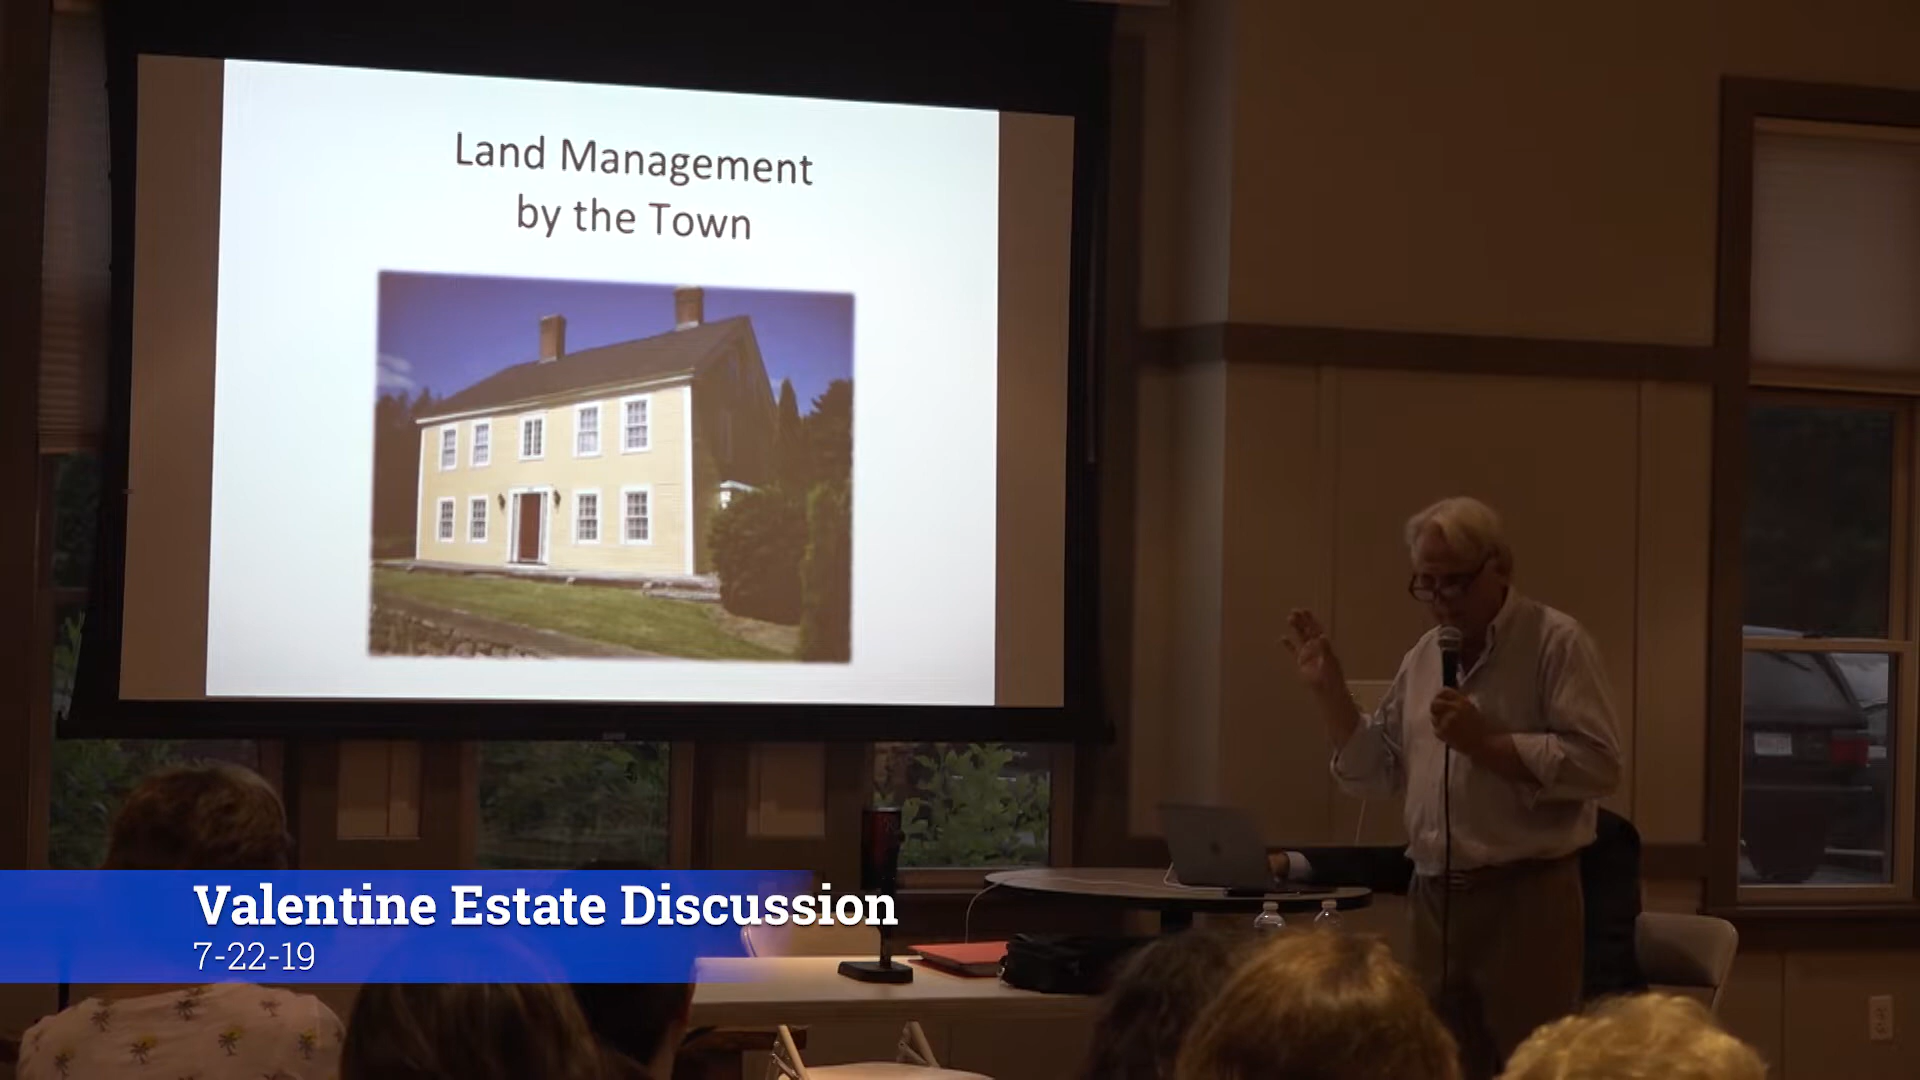 Land Management
by the Town
Valentine Estate Discussion
7-22-19